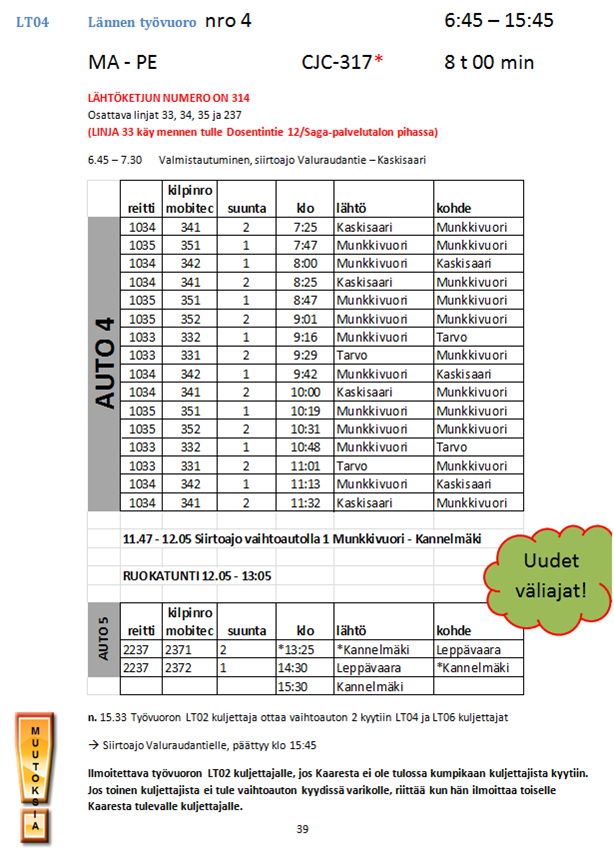 LT04 Lännen työvuoro nro 4 6:45 – 15:45
MA - PE CJC-317* 8 t 00 min
LÄHTÖKETJUN NUMERO ON 314
Osattava linjat 33, 34, 35 ja 237
(LINJA 33 käy mennen tulle Dosentintie 12/Saga-palvelutalon pihassa)
6.45 – 7.30 Valmistautuminen, siirtoajo Valuraudantie – Kaskisaari
AUTO 4
reitti kilpinro mobitec suunta klo lähtö kohde
1034 341 2 7:25 Kaskisaari Munkkivuori
1035 351 1 7:47 Munkkivuori Munkkivuori
1034 342 1 8:00 Munkkivuori Kaskisaari
1034 341 2 8:25 Kaskisaari Munkkivuori
1035 351 1 8:47 Munkkivuori Munkkivuori
1035 352 2 9:01 Munkkivuori Munkkivuori
1033 332 1 9:16 Munkkivuori Tarvo
1033 331 2 9:29 Tarvo Munkkivuori
1034 342 1 9:42 Munkkivuori Kaskisaari
1034 341 2 10:00 Kaskisaari Munkkivuori
1035 351 1 10:19 Munkkivuori Munkkivuori
1035 352 2 10:31 Munkkivuori Munkkivuori
1033 332 1 10:48 Munkkivuori Tarvo
1033 331 2 11:01 Tarvo Munkkivuori
1034 342 1 11:13 Munkkivuori Kaskisaari
1034 341 2 11:32 Kaskisaari Munkkivuori
11.47 - 12.05 Siirtoajo vaihtoautolla 1 Munkkivuori - Kannelmäki
Uudet
väliajat!
RUOKATUNTI 12.05 - 13:05
AUTO 5
reitti kilpinro mobitec suunta klo lähtö kohde
2237 2371 2 *13:25 *Kannelmäki Leppävaara
2237 2372 1 14:30 Leppävaara *Kannelmäki
15:30 Kannelmäki
n. 15.33 Työvuoron LT02 kuljettaja ottaa vaihtoauton 2 kyytiin LT04 ja LT06 kuljettajat
→ Siirtoajo Valuraudantielle, päättyy klo 15:45
MUUTOKSIA
Ilmoitettava työvuoron LT02 kuljettajalle, jos Kaaresta ei ole tulossa kumpikaan kuljettajista kyytiin.
Jos toinen kuljettajista ei tule vaihtoauton kyydissä varikolle, riittää kun hän ilmoittaa toiselle
Kaaresta tulevalle kuljettajalle.
39